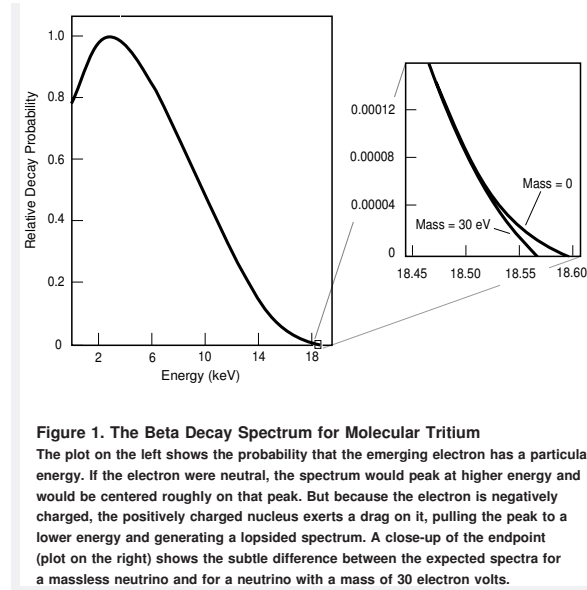 1.0
0.8
0.6
0.4
0.2
0
Relative Decay Probability
2 6 10 14 18
Energy (keV)
0.00012
0.00008
0.00004
0
Mass = 0
Mass = 30 eV
18.45 18.50 18.55 18.60
Figure 1. The Beta Decay Spectrum for Molecular Tritium
The plot on the left shows the probability that the emerging electron has a particula
energy. If the electron were neutral, the spectrum would peak at higher energy and
would be centered roughly on that peak. But because the electron is negatively
charged, the positively charged nucleus exerts a drag on it, pulling the peak to a
lower energy and generating a lopsided spectrum. A close-up of the endpoint
(plot on the right) shows the subtle difference between the expected spectra for
a massless neutrino and for a neutrino with a mass of 30 electron volts.